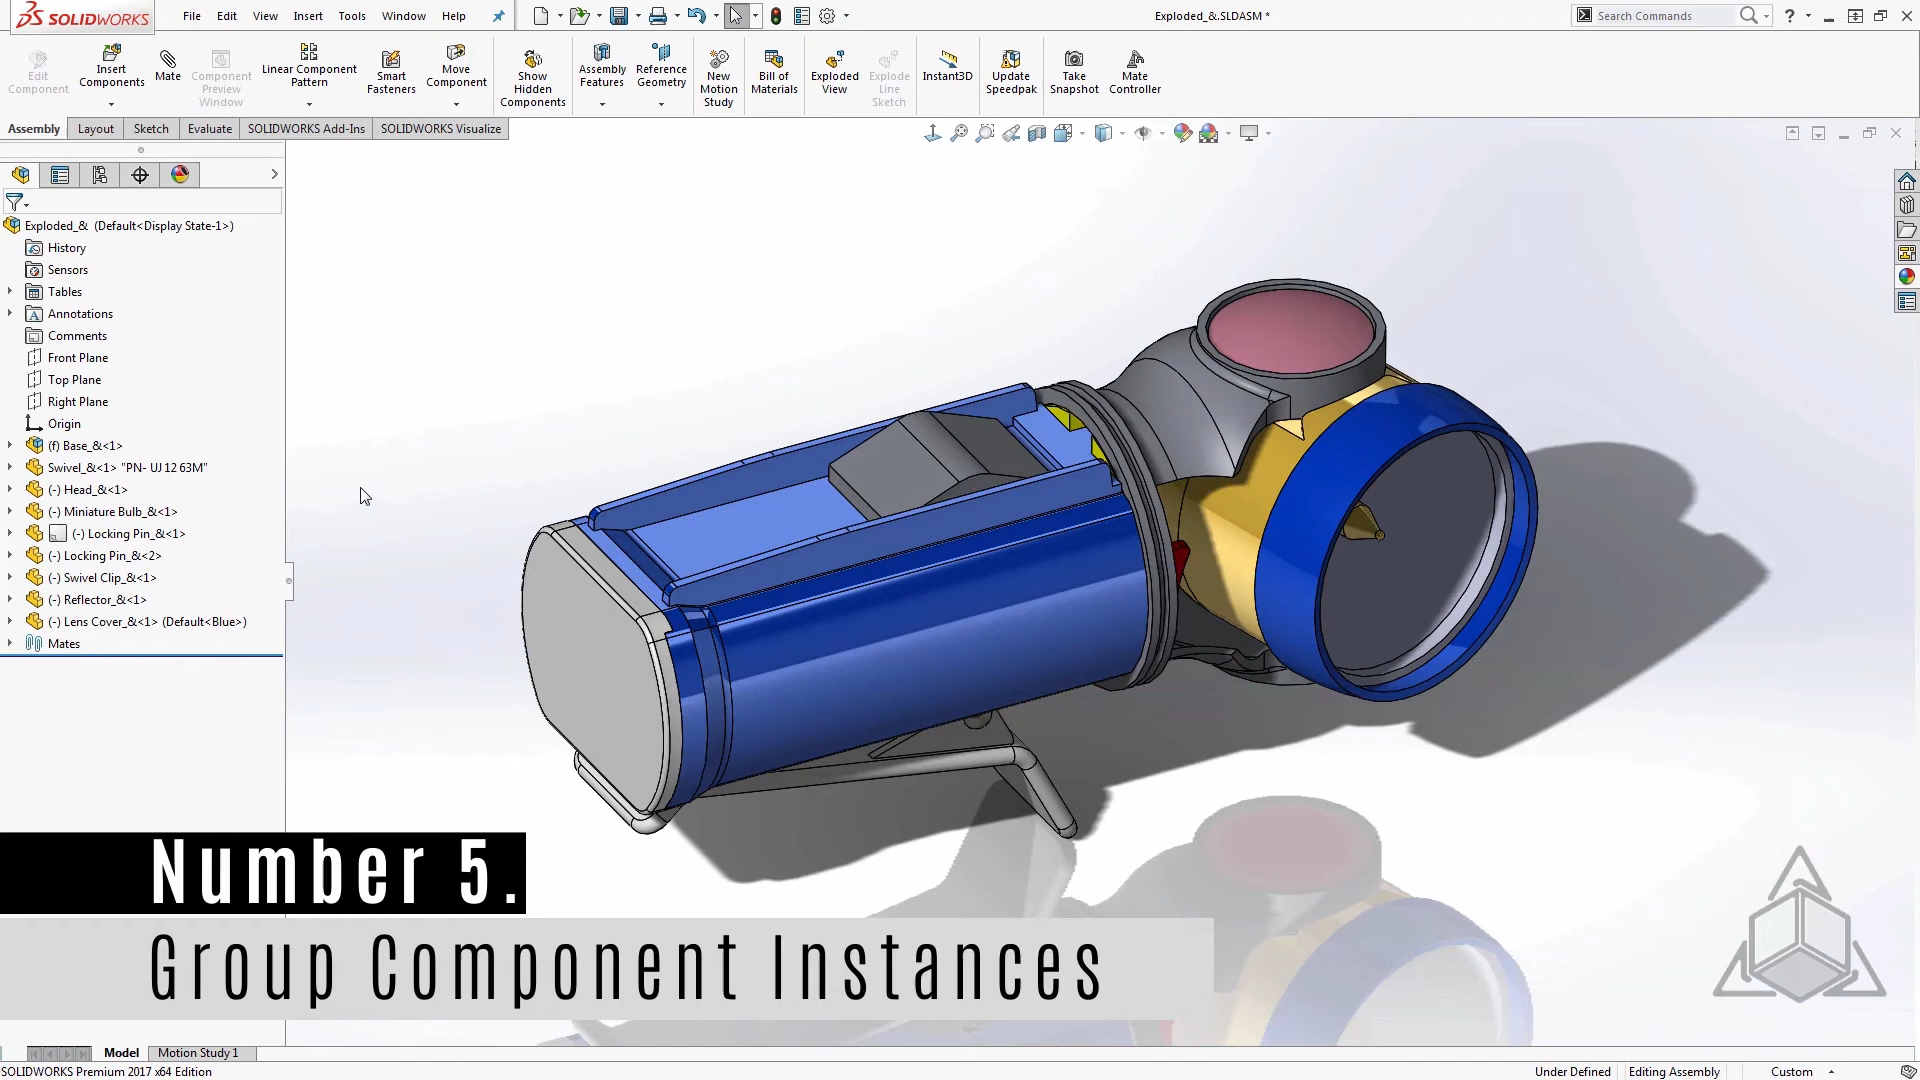 SOLIDWORKS
File Edit View Insert Tools Window Help
Exploded_&.SLDASM *
Search Commands
?
Edit Component
Insert Components
Mate
Component Preview Window
Linear Component Pattern
Smart Fasteners
Move Component
Show Hidden Components
Assembly Features
Reference Geometry
New Motion Study
Bill of Materials
Exploded View
Explode Line Sketch
Instant3D
Update Speedpak
Take Snapshot
Mate Controller
Assembly Layout Sketch Evaluate SOLIDWORKS Add-Ins SOLIDWORKS Visualize
Exploded_& (Default<Display State-1>)
History
Sensors
Tables
Annotations
Comments
Front Plane
Top Plane
Right Plane
Origin
(f) Base_&<1>
Swivel_&<1> "PN- UJ 12 63M"
(-) Head_&<1>
(-) Miniature Bulb_&<1>
(-) Locking Pin_&<1>
(-) Locking Pin_&<2>
(-) Swivel Clip_&<1>
(-) Reflector_&<1>
(-) Lens Cover_&<1> (Default<Blue>)
Mates
Number 5.
Group Component Instances
Model Motion Study 1
SOLIDWORKS Premium 2017 x64 Edition
Under Defined Editing Assembly Custom